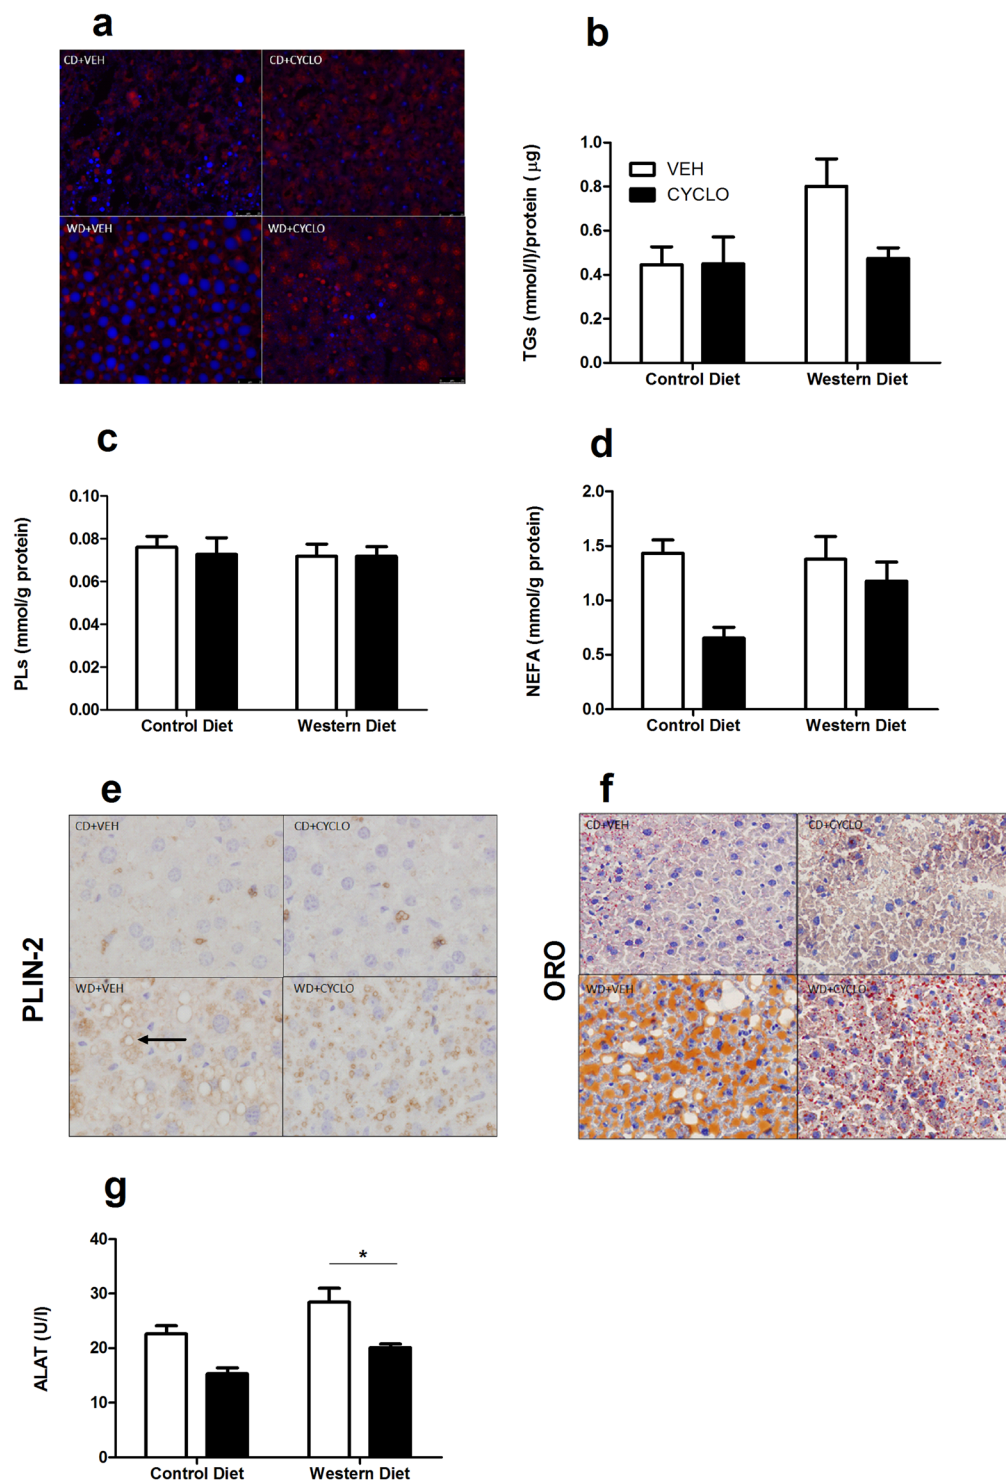 a
CD+VEH
CD+CYCLO
WD+VEH
WD+CYCLO
b
TGs (mmol/l)/protein (μg)
1.0
0.8
0.6
0.4
0.2
0.0
VEH
CYCLO
Control Diet
Western Diet
c
PLs (mmol/g protein)
0.10
0.08
0.06
0.04
0.02
0.00
Control Diet
Western Diet
d
NEFA (mmol/g protein)
2.0
1.5
1.0
0.5
0.0
Control Diet
Western Diet
e
PLIN-2
CD+VEH
CD+CYCLO
WD+VEH
WD+CYCLO
f
ORO
CD+VEH
CD+CYCLO
WD+VEH
WD+CYCLO
g
ALAT (U/l)
40
30
20
10
0
*
Control Diet
Western Diet